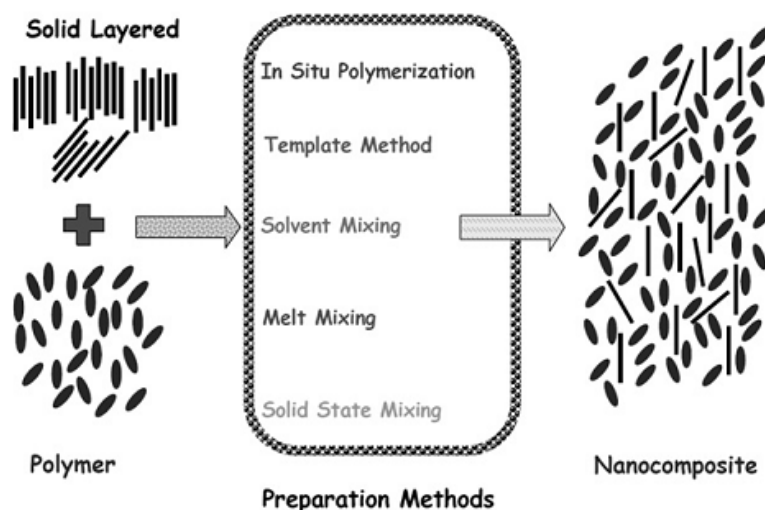 Solid Layered
In Situ Polymerization
Template Method
Solvent Mixing
Melt Mixing
Solid State Mixing
Polymer
Nanocomposite
Preparation Methods